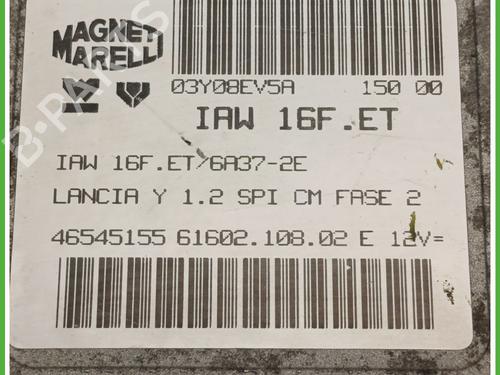 MAGNETI
MARELLI
03Y08EV5A 150 00
IAW 16F.ET
IAW 16F.ET/6A37-2E
LANCIA Y 1.2 SPI CM FASE 2
46545155 61602.108.02 E 12V=
B-PARTS